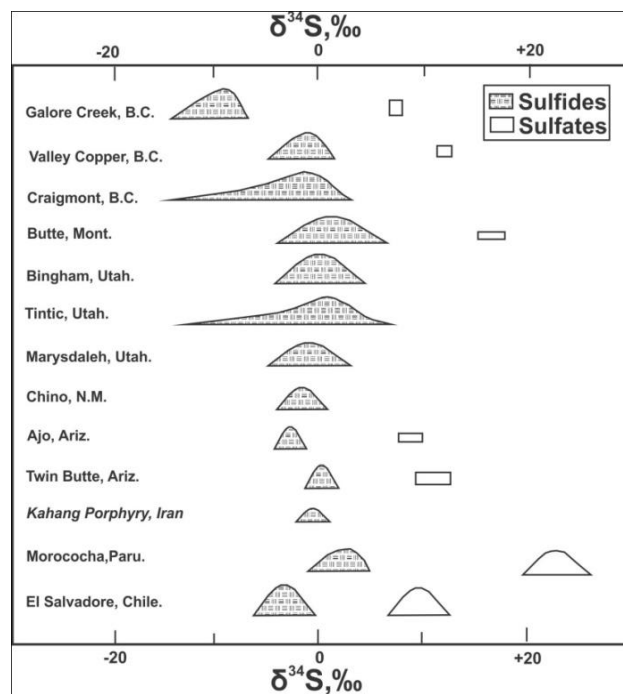 δ³⁴S,‰
-20 0 +20
Sulfides
Sulfates
Galore Creek, B.C.
Valley Copper, B.C.
Craigmont, B.C.
Butte, Mont.
Bingham, Utah.
Tintic, Utah.
Marysdaleh, Utah.
Chino, N.M.
Ajo, Ariz.
Twin Butte, Ariz.
Kahang Porphyry, Iran
Morococha,Paru.
El Salvadore, Chile.
-20 0 +20
δ³⁴S,‰